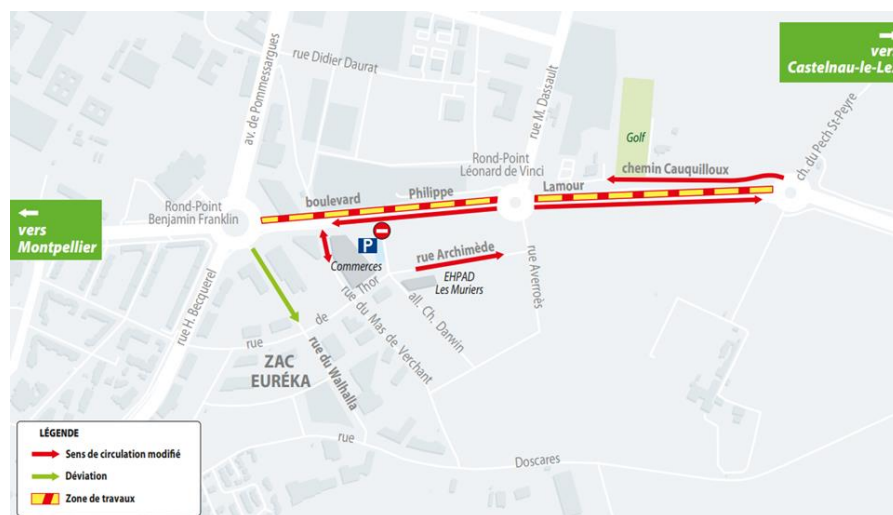 vers
Castelnau-le-Lez
rue Didier Daurat
av. de Pommessargues
rue M. Dassault
Golf
ch. du Pech St-Peyre
Rond-Point
Léonard de Vinci
chemin Cauquilloux
boulevard
Philippe
Lamour
Rond-Point
Benjamin Franklin
vers
Montpellier
P
Commerces
rue Archimède
EHPAD
Les Muriers
rue Averroès
rue H. Becquerel
rue de Thor
rue du Mas de Verchant
all. Ch. Darwin
ZAC
EURÉKA
rue du Walhalla
rue Doscares
LÉGENDE
Sens de circulation modifié
Déviation
Zone de travaux